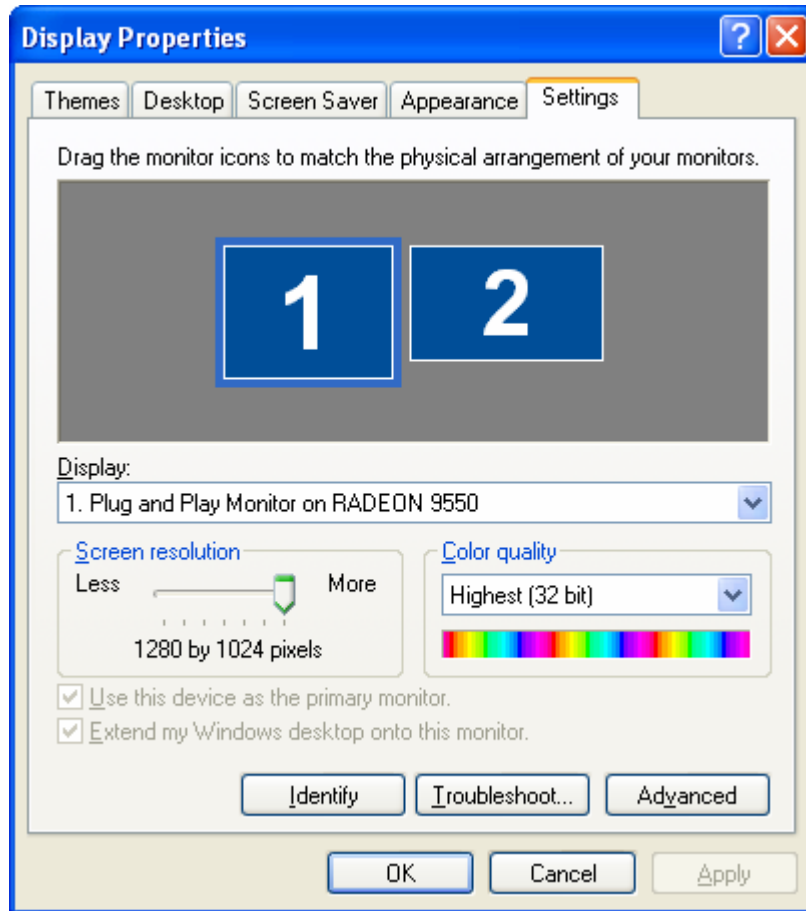 Display Properties
Themes Desktop Screen Saver Appearance Settings
Drag the monitor icons to match the physical arrangement of your monitors.
1 2
Display:
1. Plug and Play Monitor on RADEON 9550
Screen resolution
Less More
1280 by 1024 pixels
Color quality
Highest (32 bit)
Use this device as the primary monitor.
Extend my Windows desktop onto this monitor.
Identify Troubleshoot... Advanced
OK Cancel Apply